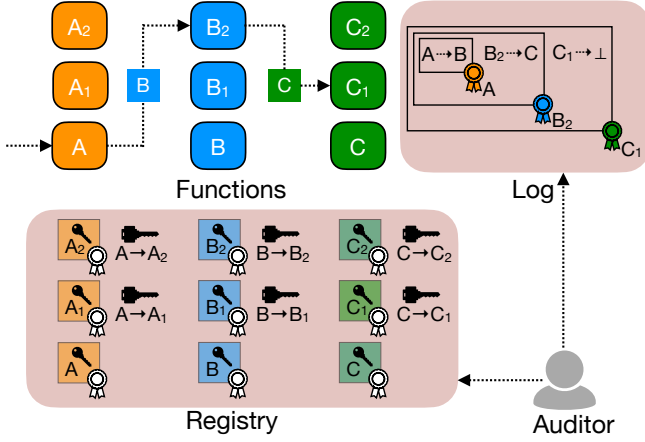 A₂ B₂ C₂
A⇢B B₂⇢C C₁⇢⊥
A₁ B B₁ C C₁
A
B₂
A B C
C₁
Functions
Log
A₂ A→A₂ B₂ B→B₂ C₂ C→C₂
A₁ A→A₁ B₁ B→B₁ C₁ C→C₁
A B C
Registry
Auditor